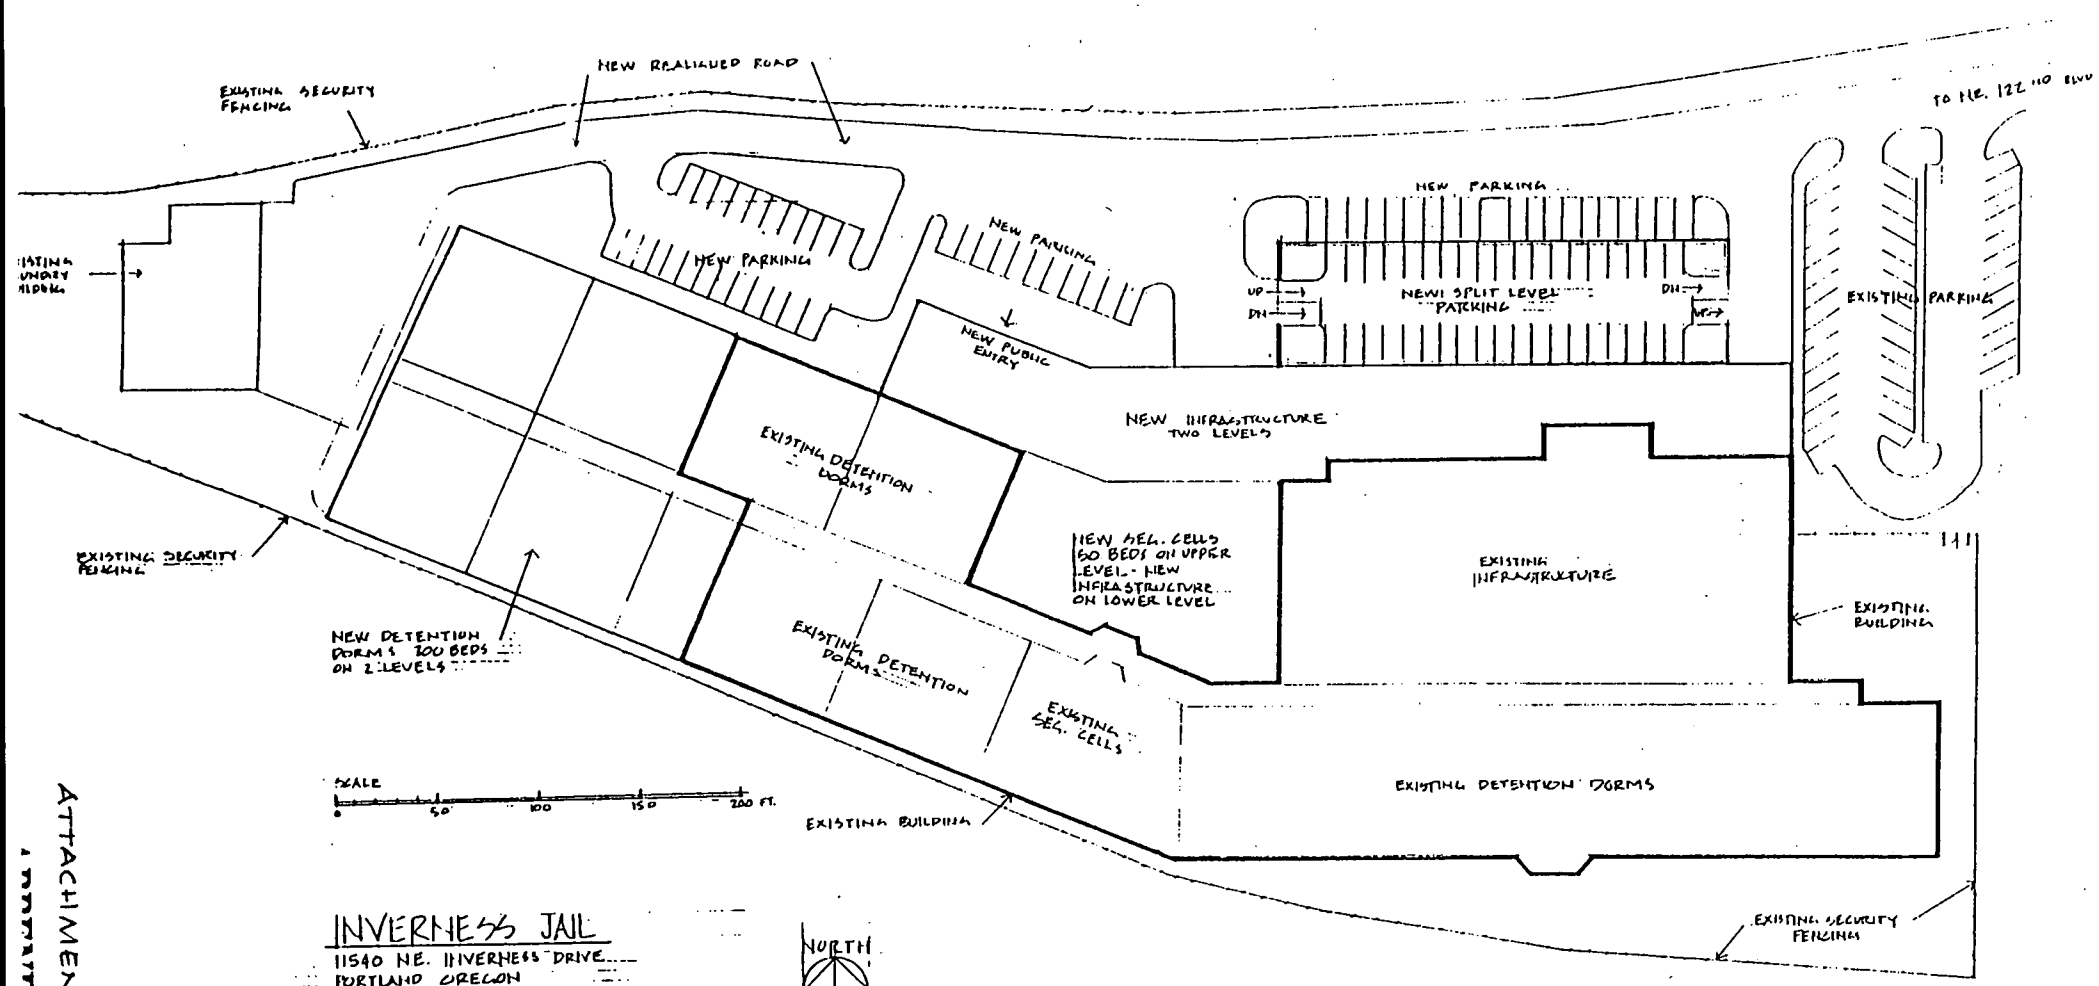 NEW REALIGNED ROAD
EXISTING SECURITY
FENCING
TO NE. 122ND BLVD
NEW PARKING
NEW PARKING
NEW PARKING
UP
DN
NEW SPLIT LEVEL
PARKING
DN
UP
EXISTING PARKING
NEW PUBLIC
ENTRY
NEW INFRASTRUCTURE
TWO LEVELS
EXISTING DETENTION
DORMS
EXISTING SECURITY
FENCING
NEW SEG. CELLS
50 BEDS ON UPPER
LEVEL - NEW
INFRASTRUCTURE
ON LOWER LEVEL
EXISTING
INFRASTRUCTURE
EXISTING
BUILDING
NEW DETENTION
DORMS 200 BEDS
ON 2 LEVELS
EXISTING DETENTION
DORMS
EXISTING
SEG. CELLS
EXISTING DETENTION DORMS
SCALE
0 50 100 150 200 FT.
EXISTING BUILDING
EXISTING SECURITY
FENCING
INVERNESS JAIL
11540 NE. INVERNESS DRIVE
PORTLAND OREGON
NORTH
ATTACHMEN